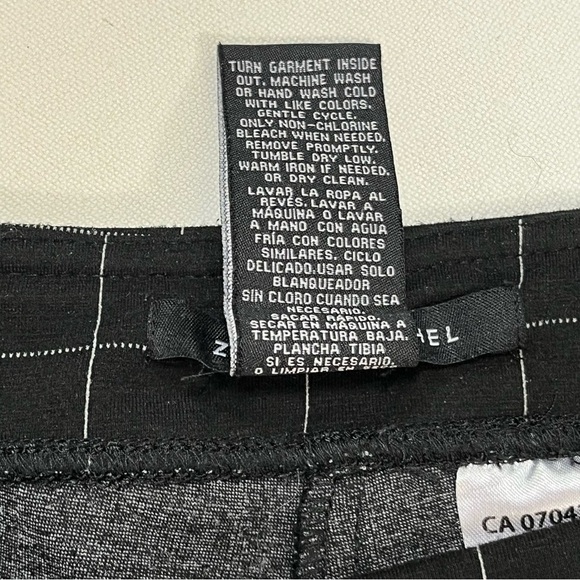 TURN GARMENT INSIDE
OUT. MACHINE WASH
OR HAND WASH COLD
WITH LIKE COLORS.
GENTLE CYCLE.
ONLY NON-CHLORINE
BLEACH WHEN NEEDED.
REMOVE PROMPTLY.
TUMBLE DRY LOW.
WARM IRON IF NEEDED.
OR DRY CLEAN.
LAVAR LA ROPA AL
REVÉS. LAVAR A
MÁQUINA O LAVAR
A MANO CON AGUA
FRÍA CON COLORES
SIMILARES. CICLO
DELICADO.USAR SOLO
BLANQUEADOR
SIN CLORO CUANDO SEA
NECESARIO.
SACAR RÁPIDO.
SECAR EN MÁQUINA A
TEMPERATURA BAJA.
PLANCHA TIBIA
SI ES NECESARIO.
O LIMPIAR EN
HEL
CA 0704